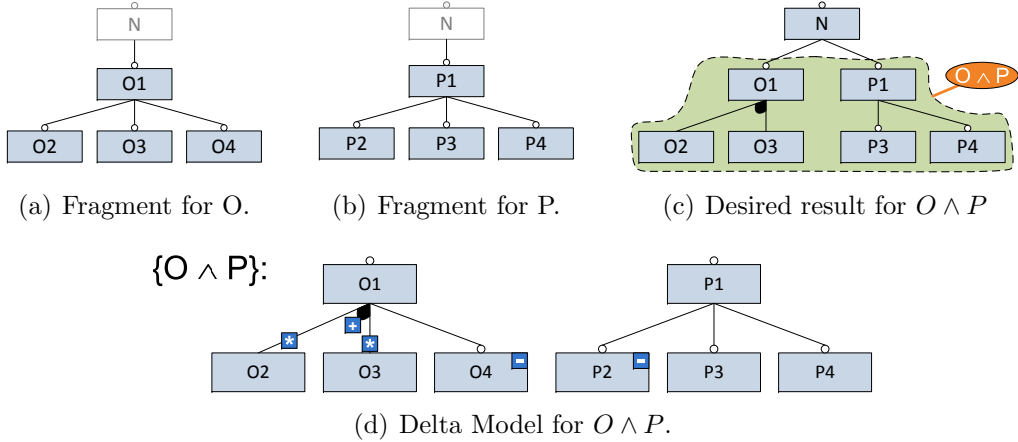 N
O1
O2 O3 O4
(a) Fragment for O.
N
P1
P2 P3 P4
(b) Fragment for P.
N
O1 P1
O ∧ P
O2 O3 P3 P4
(c) Desired result for O ∧ P
{O ∧ P}:
O1 P1
+
* *
− −
O2 O3 O4 P2 P3 P4
(d) Delta Model for O ∧ P.